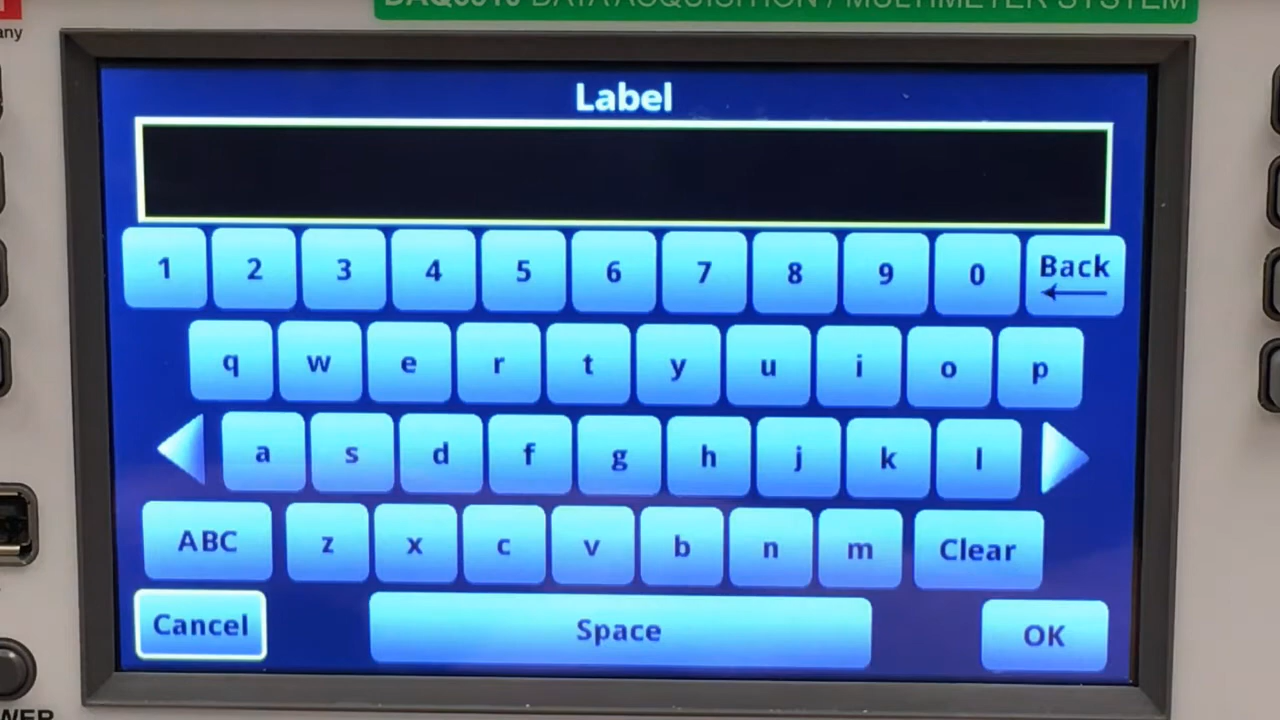 DATA ACQUISITION / MULTIMETER SYSTEM
Label
1 2 3 4 5 6 7 8 9 0 Back
q w e r t y u i o p
a s d f g h j k l
ABC z x c v b n m Clear
Cancel Space OK